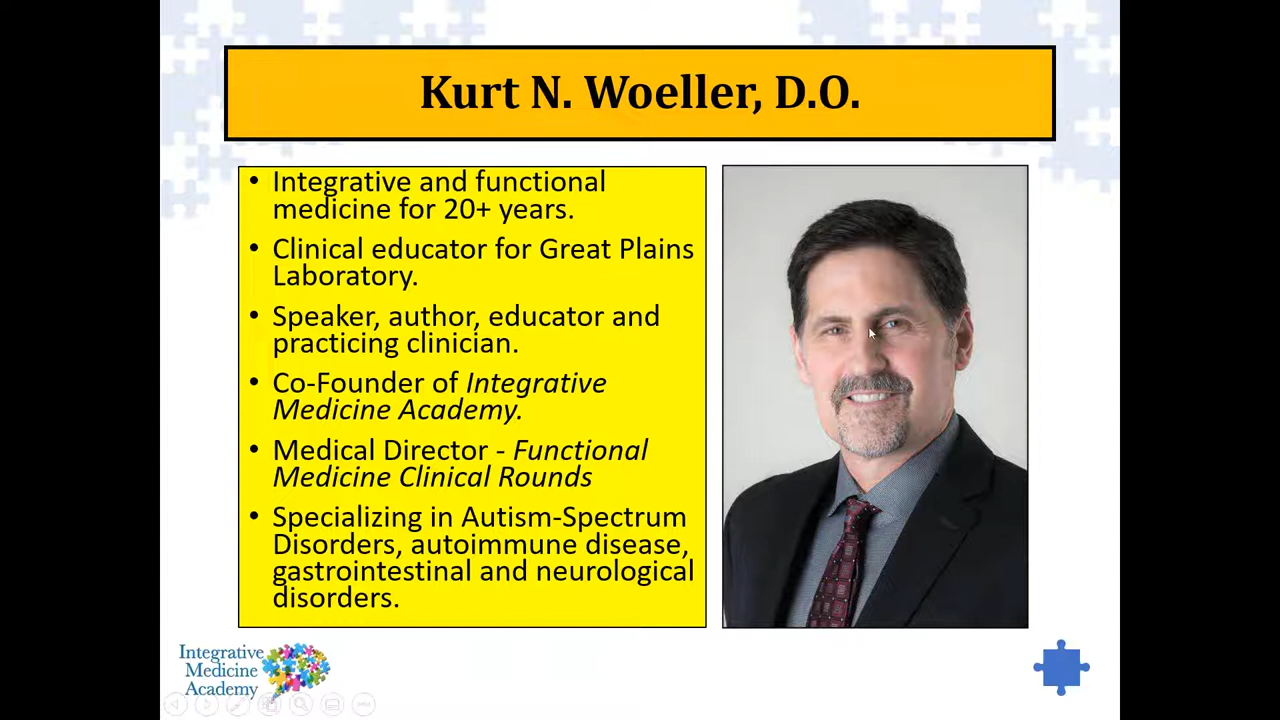 Kurt N. Woeller, D.O.
• Integrative and functional
medicine for 20+ years.
• Clinical educator for Great Plains
Laboratory.
• Speaker, author, educator and
practicing clinician.
• Co-Founder of Integrative
Medicine Academy.
• Medical Director - Functional
Medicine Clinical Rounds
• Specializing in Autism-Spectrum
Disorders, autoimmune disease,
gastrointestinal and neurological
disorders.
Integrative
Medicine
Academy